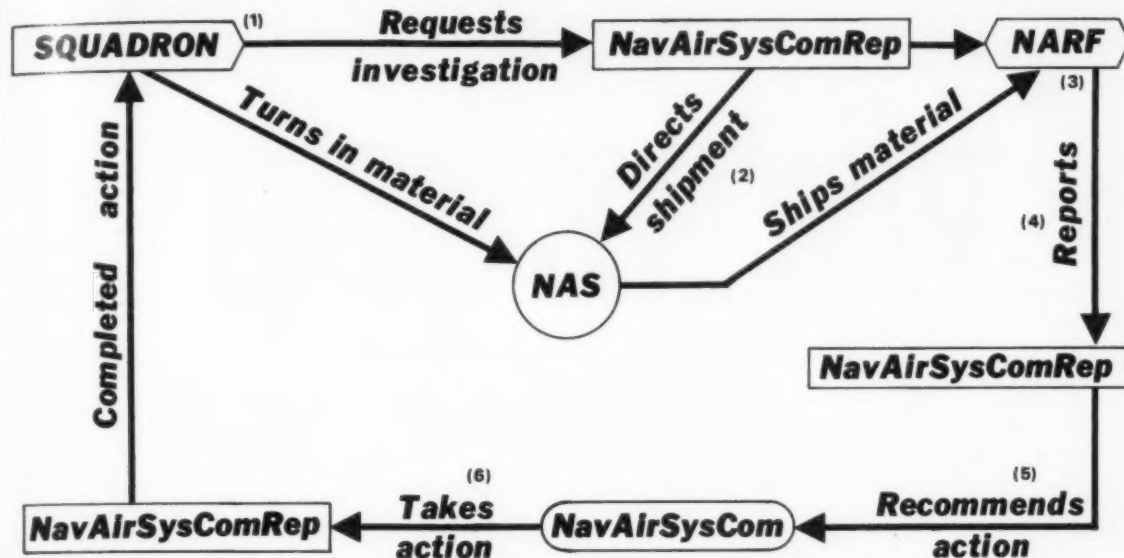 SQUADRON
(1)
Requests
investigation
NavAirSysComRep
NARF
(3)
Turns in material
Directs
shipment
(2)
Ships material
NAS
Reports
(4)
NavAirSysComRep
Completed action
(5)
Recommends
action
NavAirSysCom
(6)
Takes
action
NavAirSysComRep